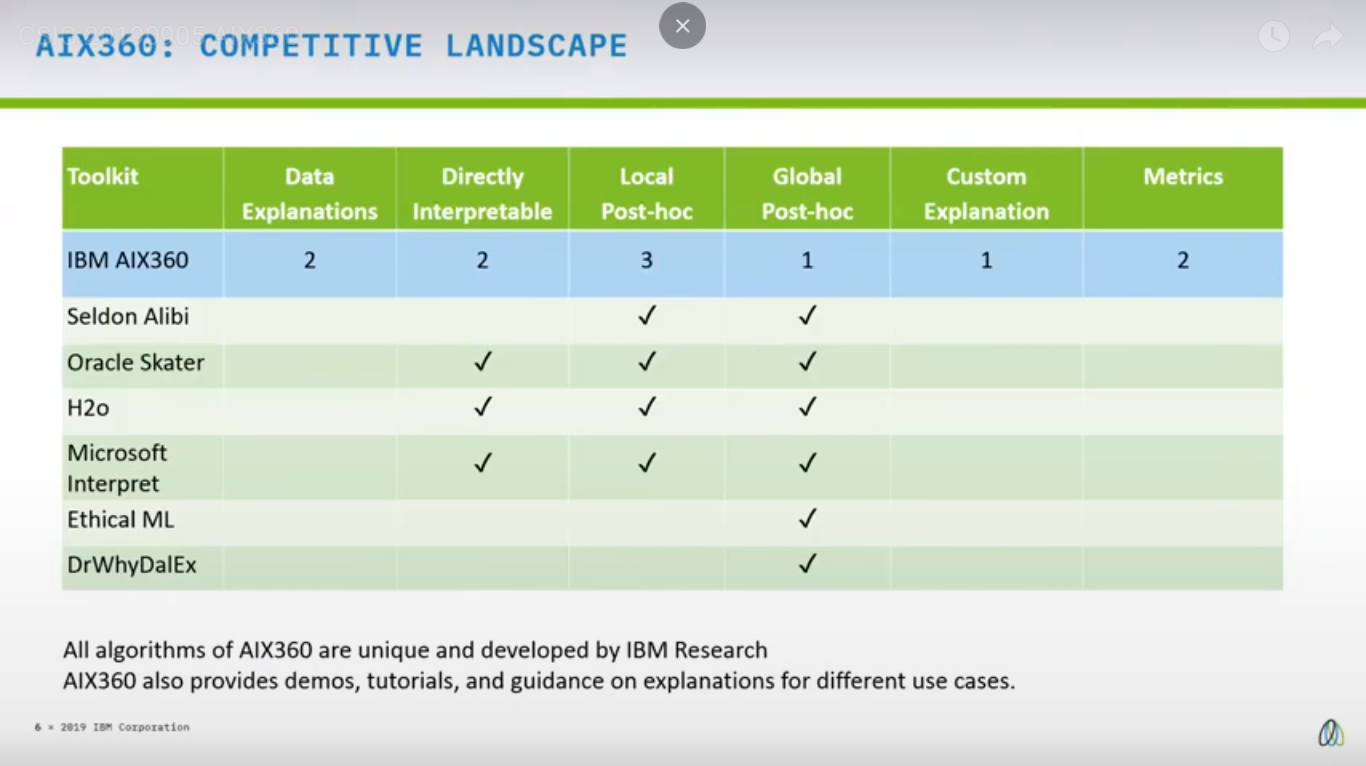 AIX360: COMPETITIVE LANDSCAPE
Toolkit Data Explanations Directly Interpretable Local Post-hoc Global Post-hoc Custom Explanation Metrics
IBM AIX360 2 2 3 1 1 2
Seldon Alibi ✓ ✓
Oracle Skater ✓ ✓ ✓
H2o ✓ ✓ ✓
Microsoft Interpret ✓ ✓ ✓
Ethical ML ✓
DrWhyDalEx ✓
All algorithms of AIX360 are unique and developed by IBM Research
AIX360 also provides demos, tutorials, and guidance on explanations for different use cases.
6 × 2019 IBM Corporation